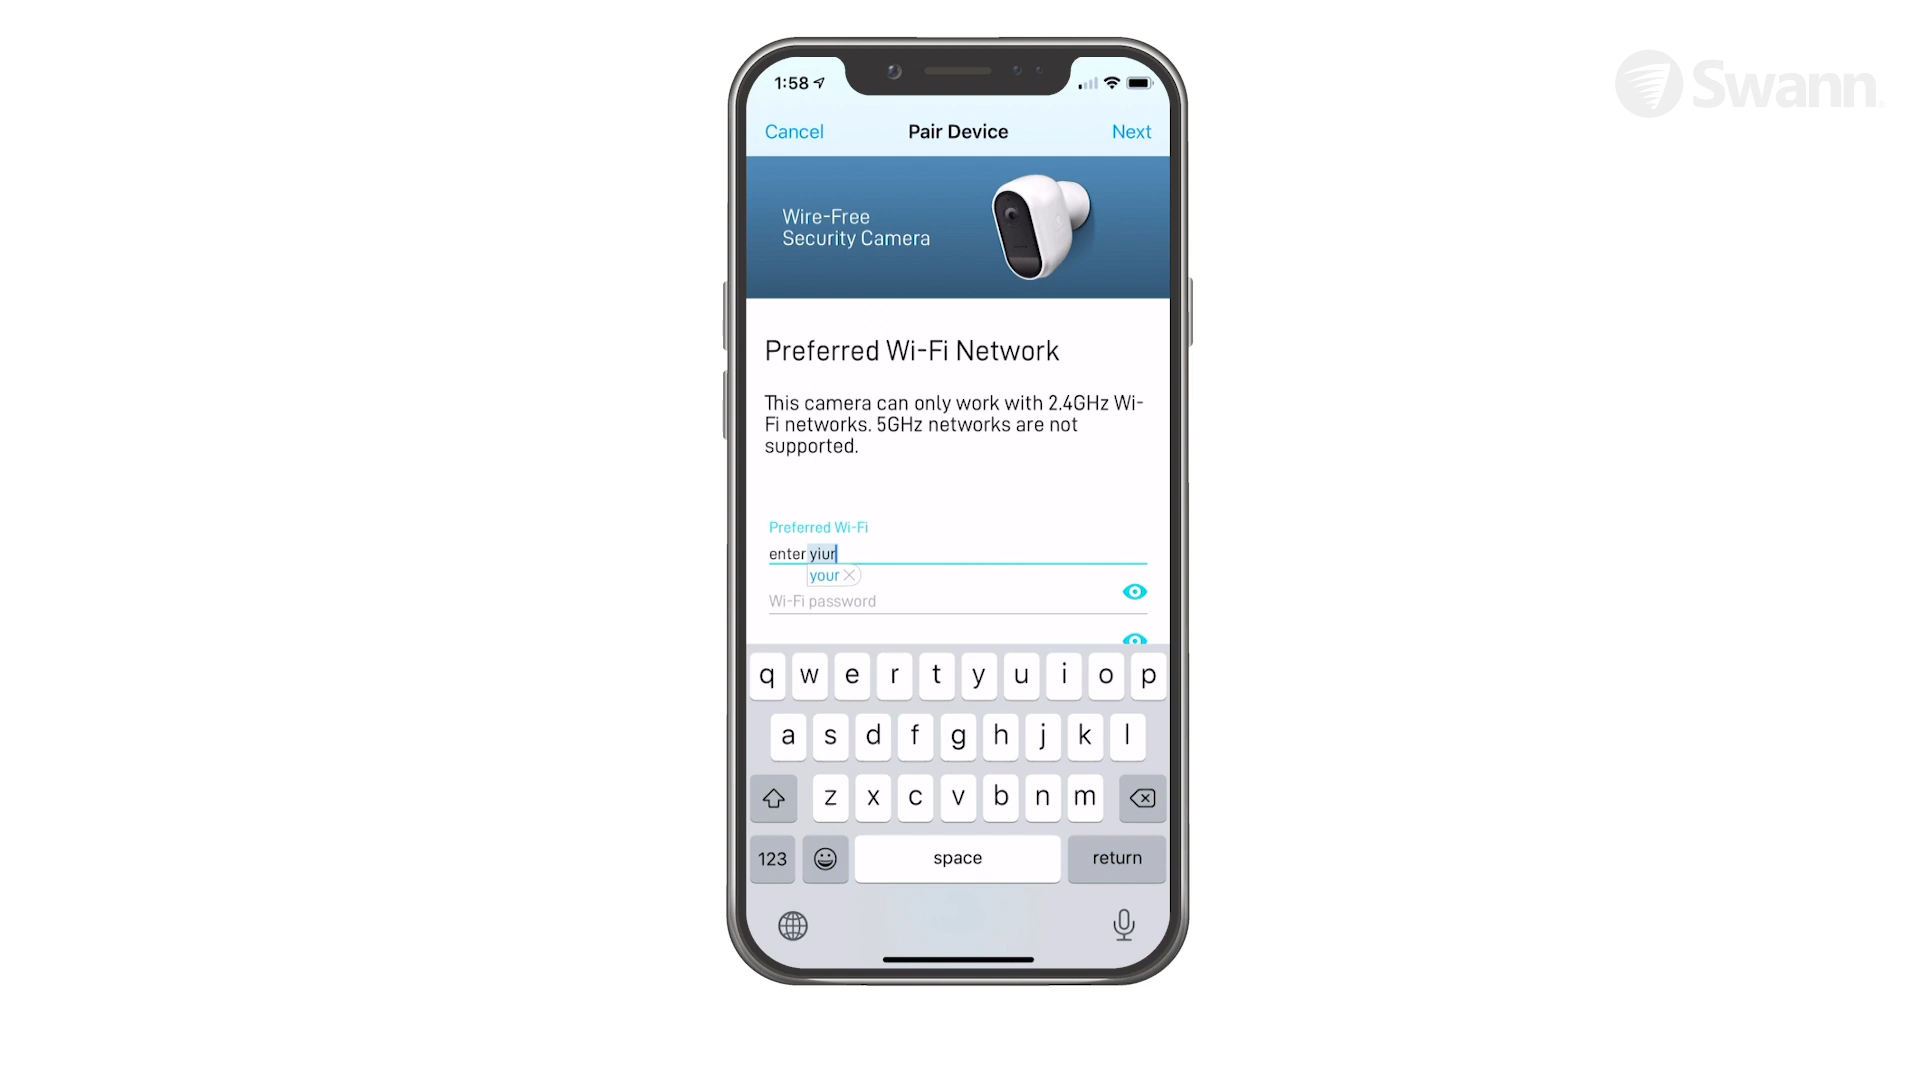 1:58
Swann
Cancel
Pair Device
Next
Wire-Free
Security Camera
Preferred Wi-Fi Network
This camera can only work with 2.4GHz Wi-
Fi networks. 5GHz networks are not
supported.
Preferred Wi-Fi
enter yiur
your
Wi-Fi password
q w e r t y u i o p
a s d f g h j k l
z x c v b n m
123
space
return